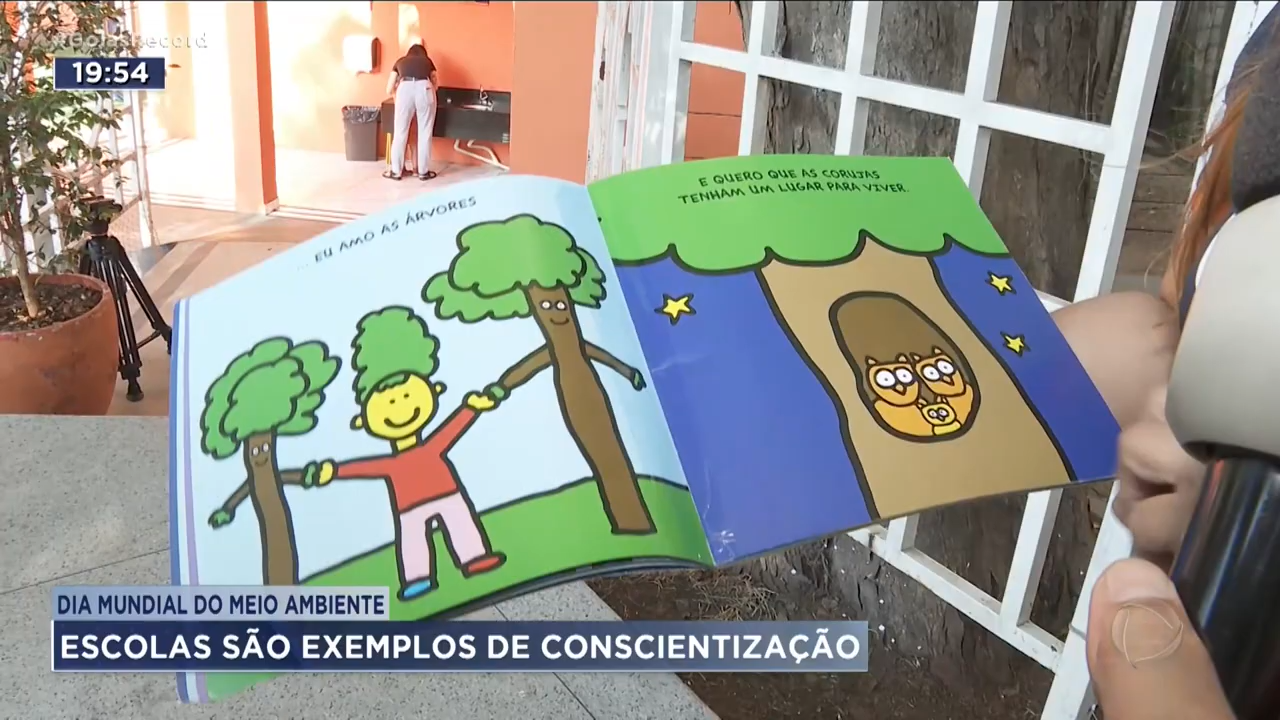 19:54
... EU AMO AS ÁRVORES
E QUERO QUE AS CORUJAS
TENHAM UM LUGAR PARA VIVER.
DIA MUNDIAL DO MEIO AMBIENTE
ESCOLAS SÃO EXEMPLOS DE CONSCIENTIZAÇÃO